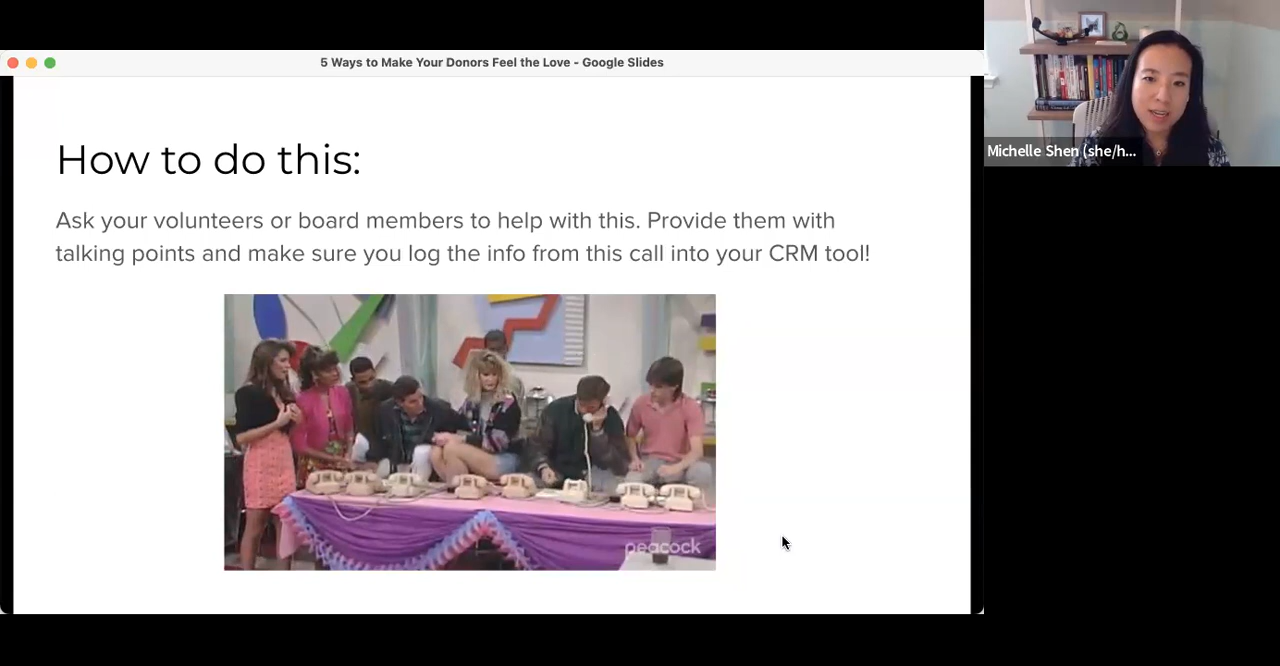 5 Ways to Make Your Donors Feel the Love - Google Slides
Michelle Shen (she/h...
How to do this:
Ask your volunteers or board members to help with this. Provide them with
talking points and make sure you log the info from this call into your CRM tool!
peacock